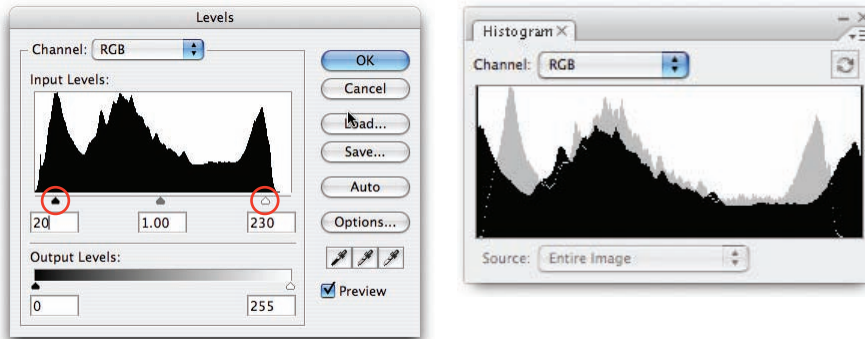 Levels
Channel: RGB
Input Levels:
20 1.00 230
Output Levels:
0 255
OK
Cancel
Load...
Save...
Auto
Options...
Preview
Histogram
Channel: RGB
Source: Entire Image